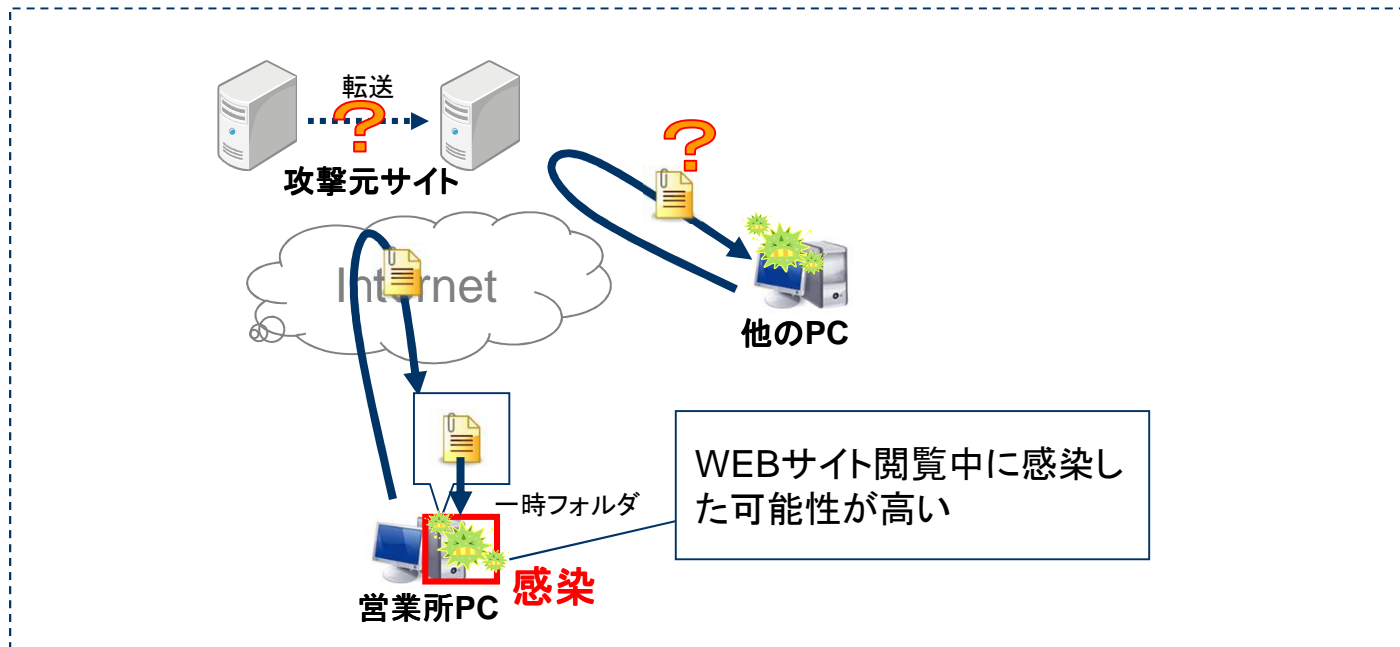 転送
?
?
攻撃元サイト
Internet
他のPC
WEBサイト閲覧中に感染し
た可能性が高い
一時フォルダ
感染
営業所PC